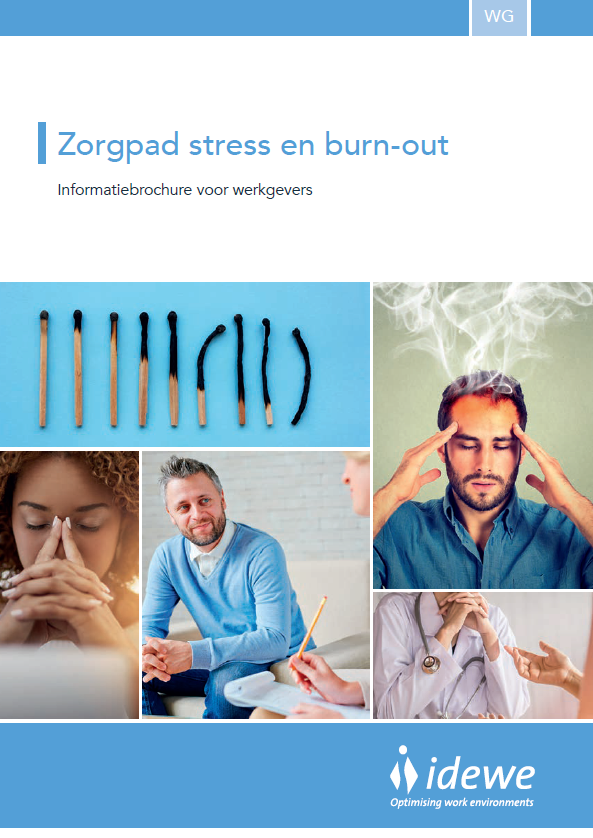 WG
Zorgpad stress en burn-out
Informatiebrochure voor werkgevers
idewe
Optimising work environments